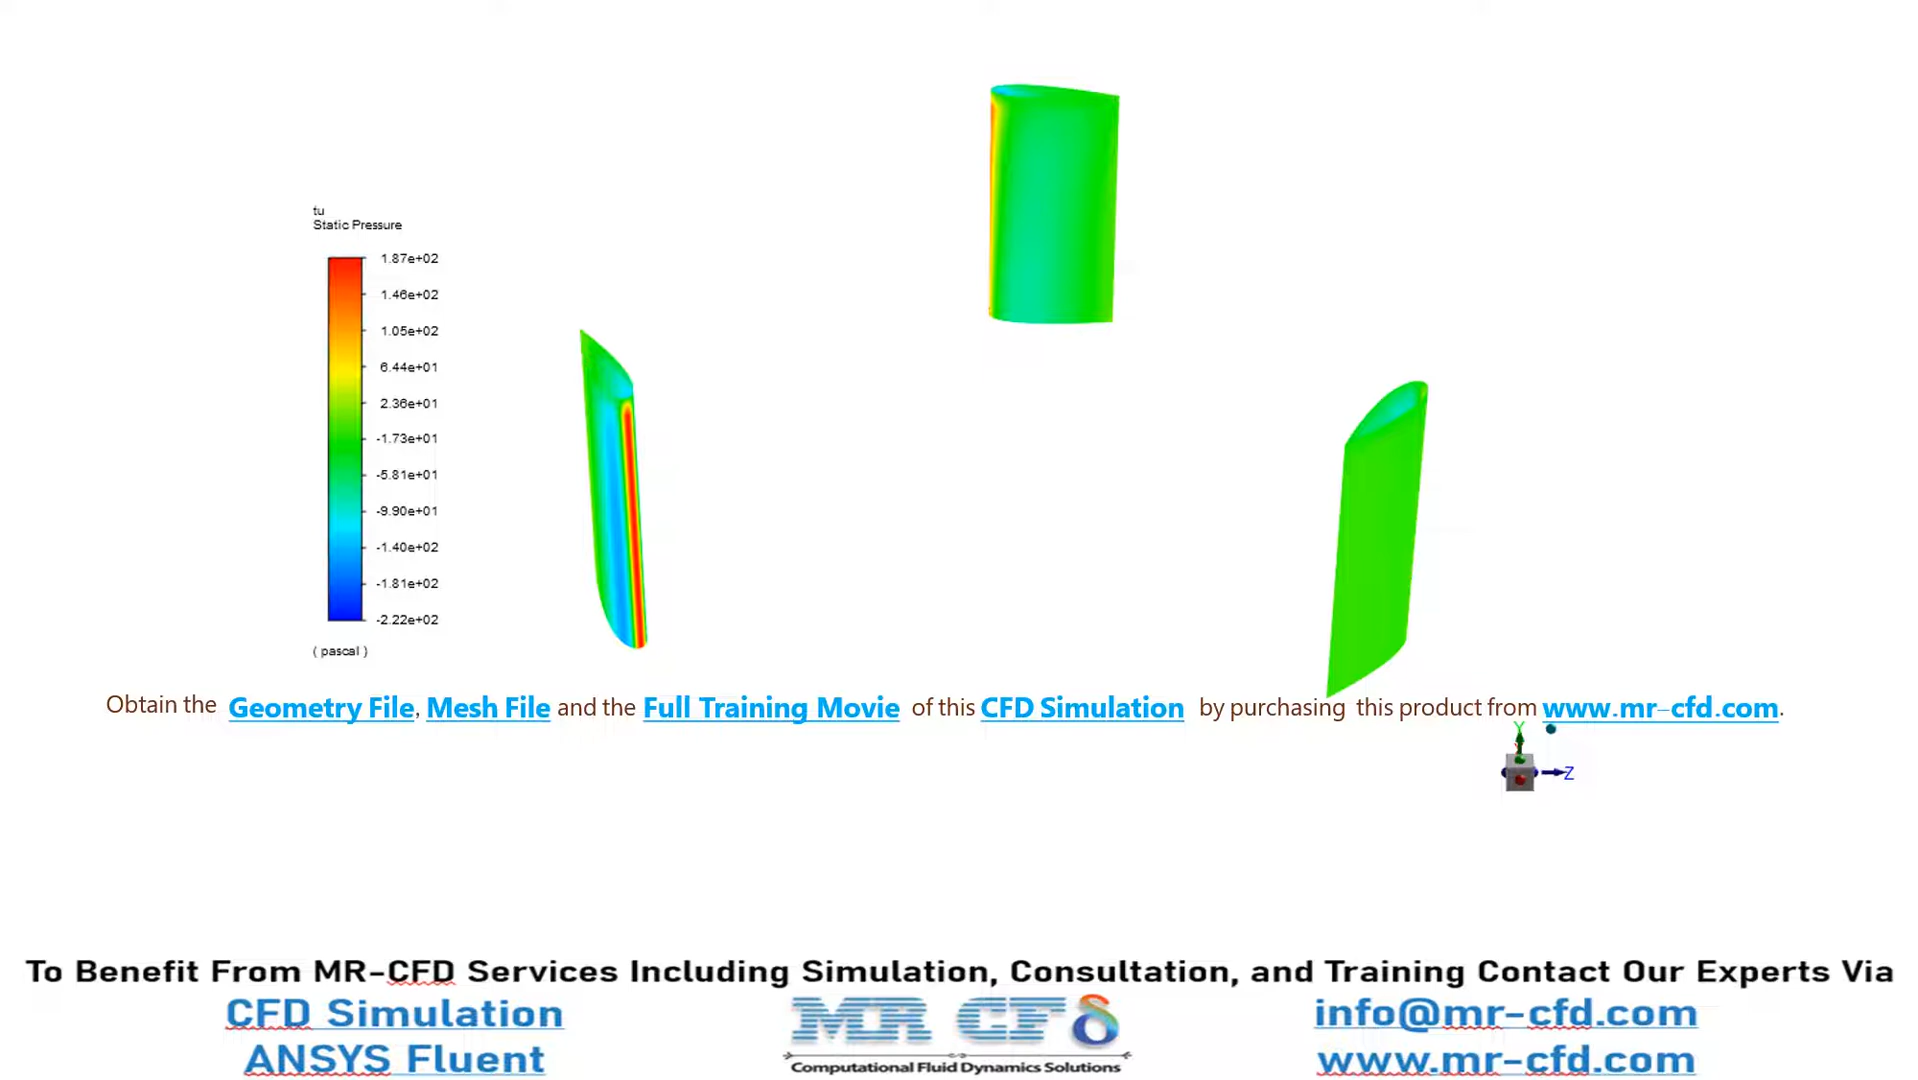 tu
Static Pressure
1.87e+02
1.46e+02
1.05e+02
6.44e+01
2.36e+01
-1.73e+01
-5.81e+01
-9.90e+01
-1.40e+02
-1.81e+02
-2.22e+02
( pascal )
Obtain the Geometry File, Mesh File and the Full Training Movie of this CFD Simulation by purchasing this product from www.mr-cfd.com.
Y
Z
To Benefit From MR-CFD Services Including Simulation, Consultation, and Training Contact Our Experts Via
CFD Simulation
ANSYS Fluent
MR CFD
Computational Fluid Dynamics Solutions
info@mr-cfd.com
www.mr-cfd.com